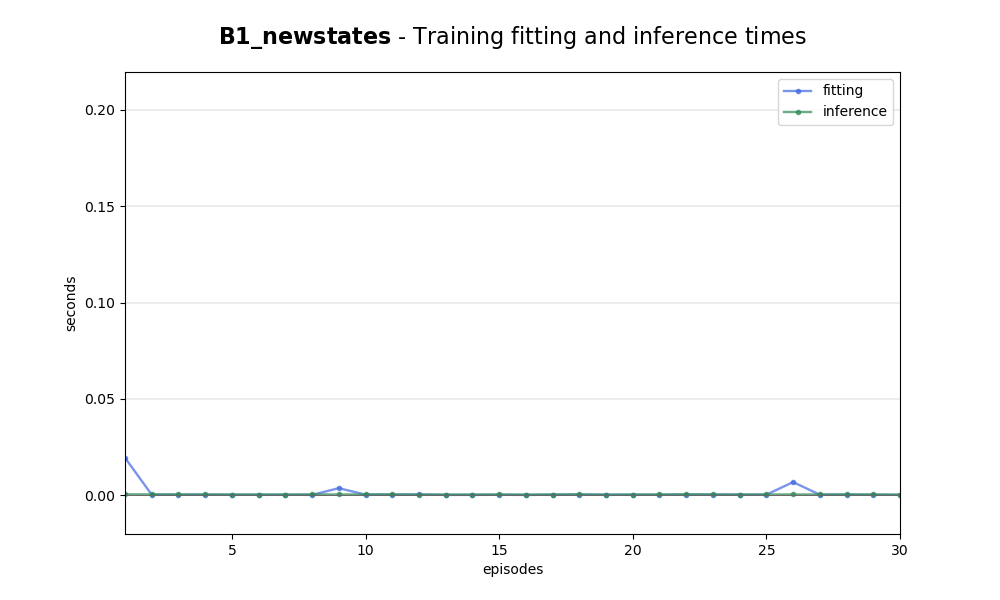 B1_newstates - Training fitting and inference times
fitting
inference
0.20
0.15
0.10
0.05
0.00
seconds
5 10 15 20 25 30
episodes